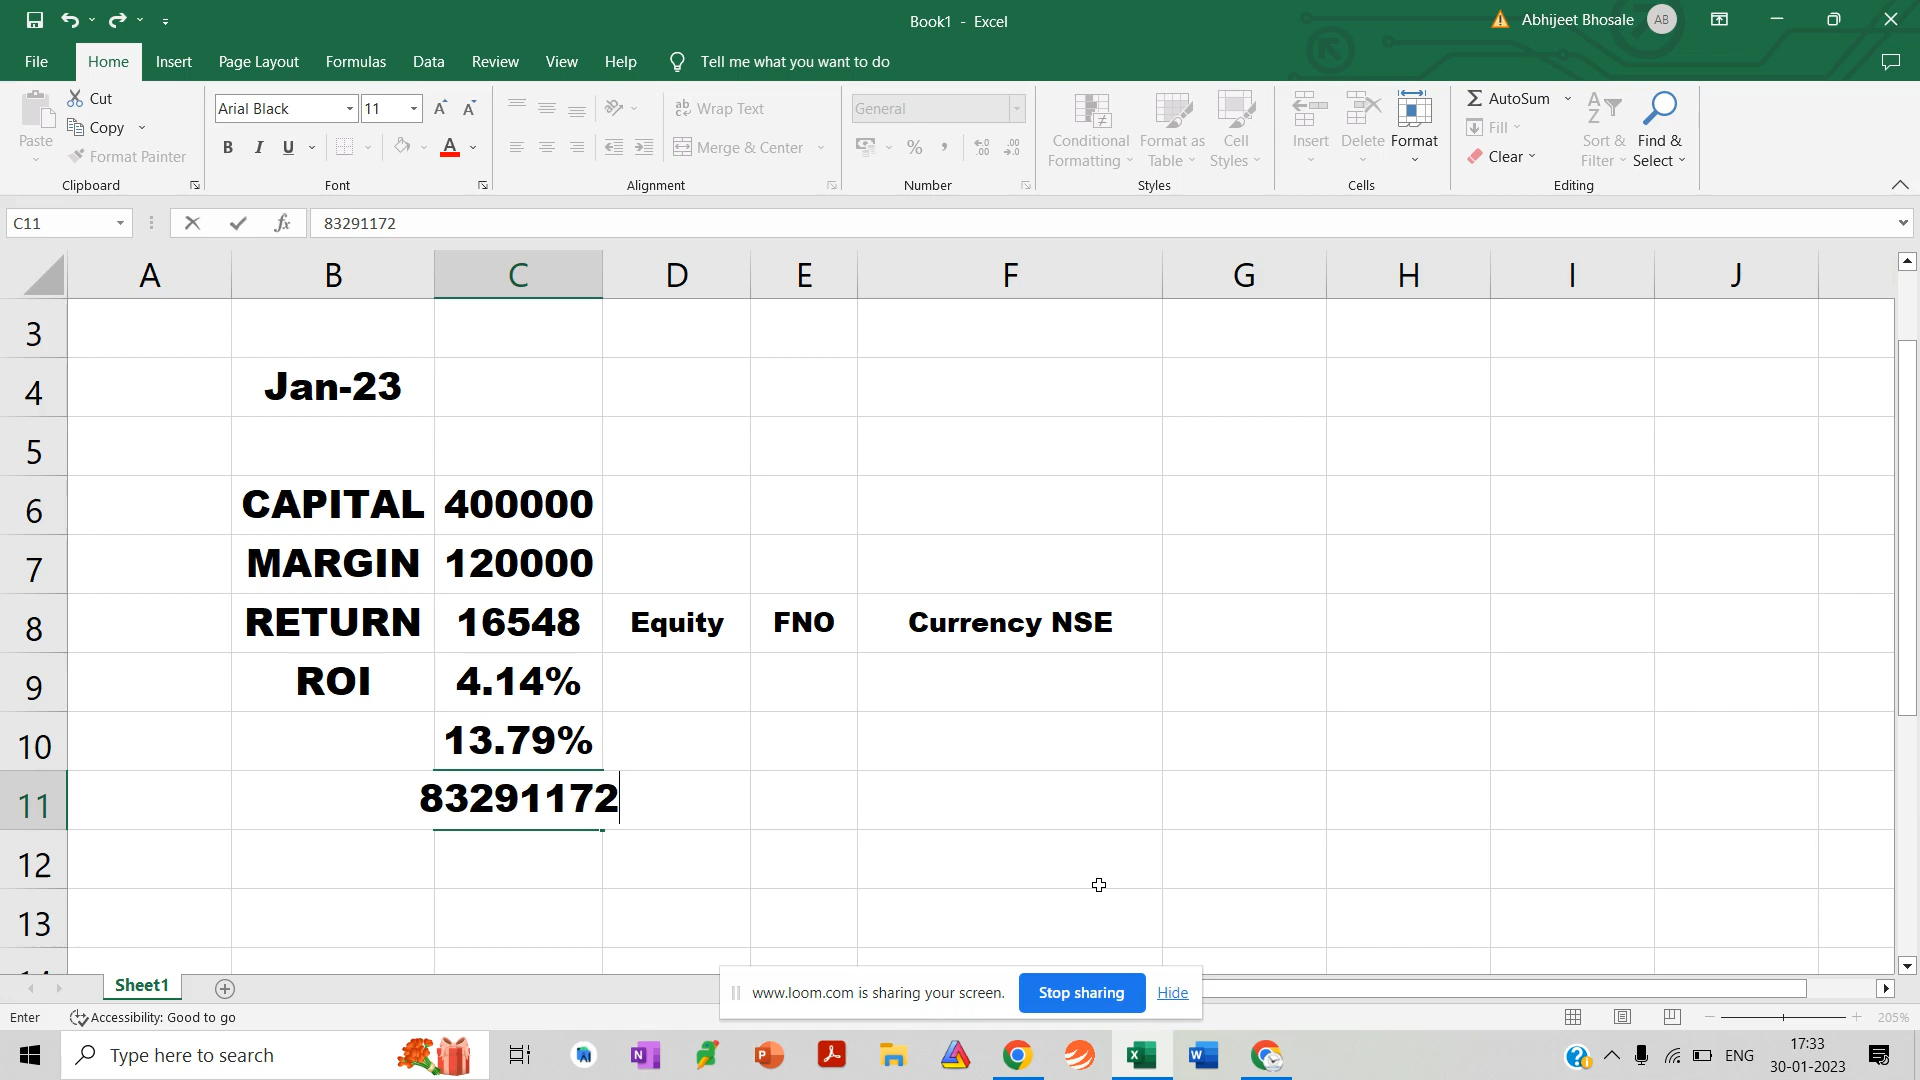 Book1 - Excel
Abhijeet Bhosale
AB
File Home Insert Page Layout Formulas Data Review View Help Tell me what you want to do
Paste
Cut
Copy
Format Painter
Clipboard
Arial Black 11
B I U
Font
Wrap Text
Merge & Center
Alignment
General
Number
Conditional Formatting
Format as Table
Cell Styles
Styles
Insert
Delete
Format
Cells
AutoSum
Fill
Clear
Sort & Filter
Find & Select
Editing
C11
fx
83291172
A B C D E F G H I J
3
4 Jan-23
5
6 CAPITAL 400000
7 MARGIN 120000
8 RETURN 16548 Equity FNO Currency NSE
9 ROI 4.14%
10 13.79%
11 83291172
12
13
Sheet1
www.loom.com is sharing your screen. Stop sharing Hide
Enter
Accessibility: Good to go
205%
Type here to search
ENG
17:33
30-01-2023